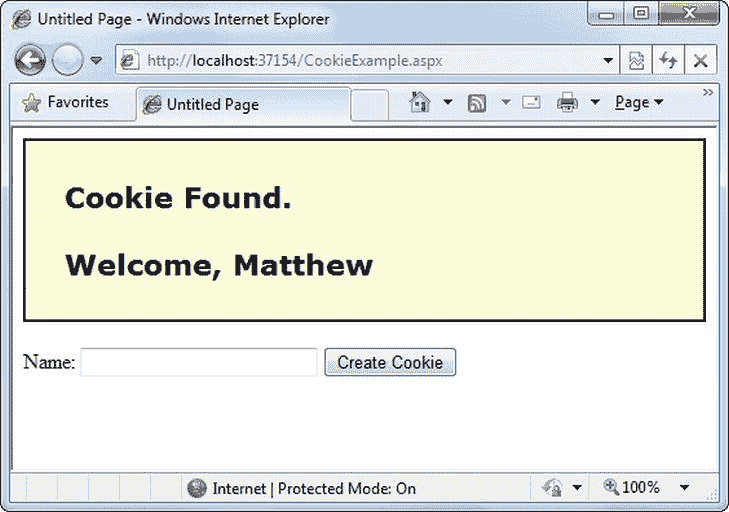 Untitled Page - Windows Internet Explorer
http://localhost:37154/CookieExample.aspx
Favorites
Untitled Page
Page
Cookie Found.
Welcome, Matthew
Name:
Create Cookie
Internet | Protected Mode: On
100%